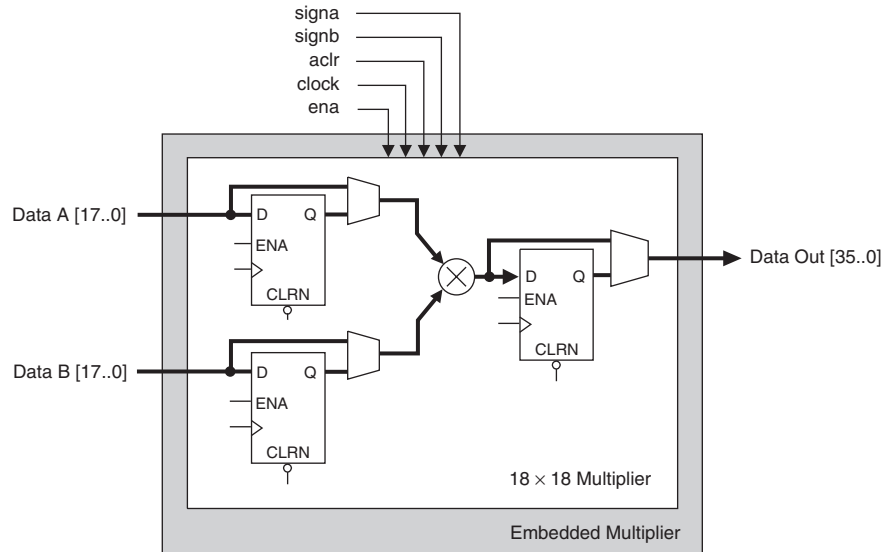 signa
signb
aclr
clock
ena
Data A [17..0]
D Q
ENA
CLRN
Data B [17..0]
D Q
ENA
CLRN
D Q
ENA
CLRN
Data Out [35..0]
18 × 18 Multiplier
Embedded Multiplier